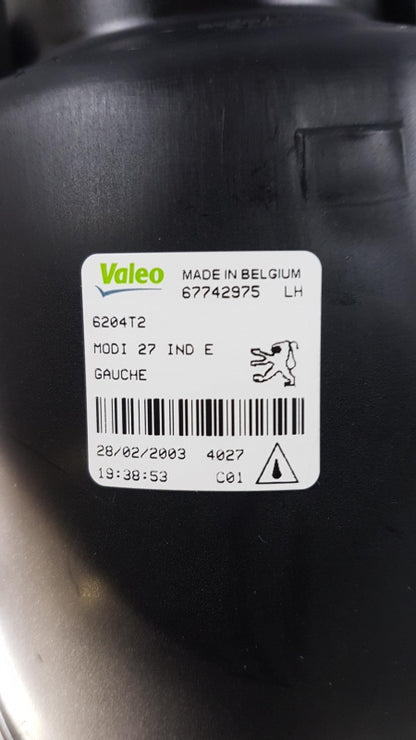 Valeo MADE IN BELGIUM
67742975 LH
6204T2
MODI 27 IND E
GAUCHE
28/02/2003 4027
19:38:53 C01